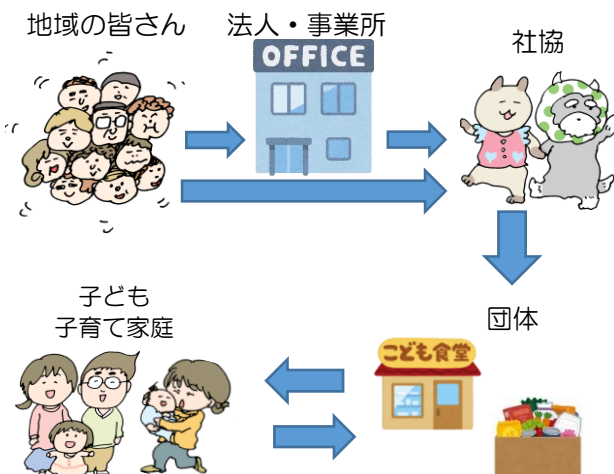 地域の皆さん
法人・事業所
社協
OFFICE
子ども
子育て家庭
団体
こども食堂